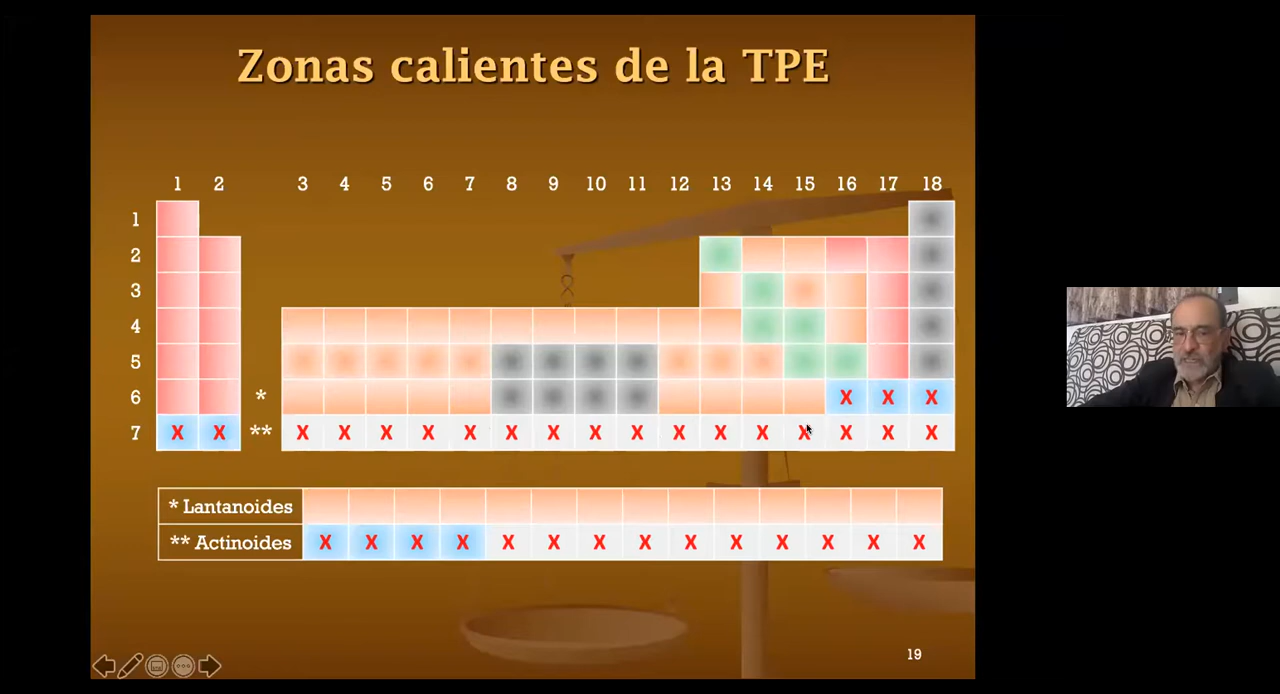 Zonas calientes de la TPE
1 2 3 4 5 6 7 8 9 10 11 12 13 14 15 16 17 18
1
2
3
4
5
6 * X X X
7 X X ** X X X X X X X X X X X X X X X X
* Lantanoides
** Actinoides X X X X X X X X X X X X X X
19